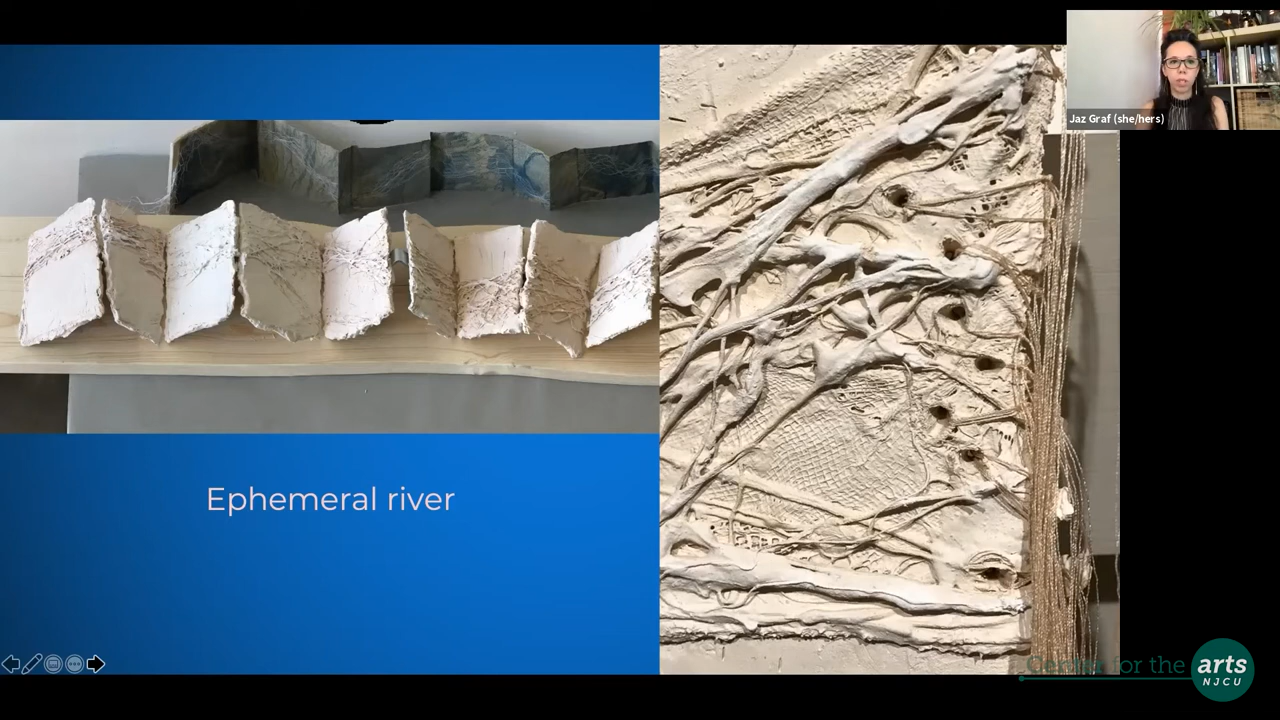 Jaz Graf (she/hers)
Ephemeral river
Center for the arts
NJCU